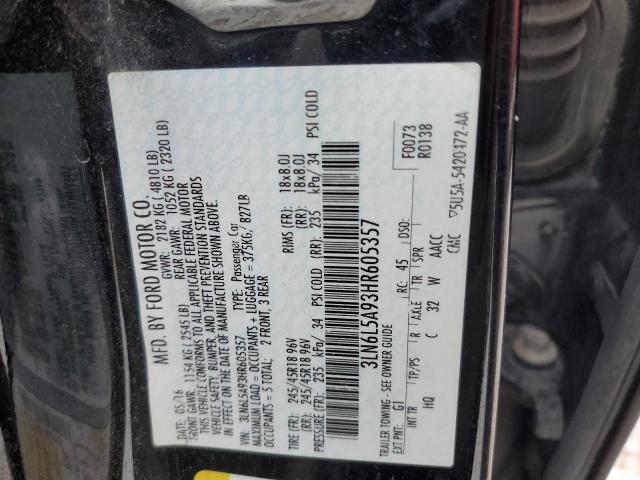 MFD. BY FORD MOTOR CO.
DATE: 05/16 GVWR: 2182 KG ( 4810 LB)
FRONT GAWR: 1154 KG ( 2545 LB) REAR GAWR: 1052 KG ( 2320 LB)
THIS VEHICLE CONFORMS TO ALL APPLICABLE FEDERAL MOTOR
VEHICLE SAFETY, BUMPER, AND THEFT PREVENTION STANDARDS
IN EFFECT ON THE DATE OF MANUFACTURE SHOWN ABOVE.
VIN: 3LN6L5A93HR605357 TYPE: Passenger Car
MAXIMUM LOAD = OCCUPANTS + LUGGAGE = 375KG/ 827LB
OCCUPANTS = 5 TOTAL: 2 FRONT, 3 REAR
TIRE (FR): 245/45R18 96V RIMS (FR): 18x8.0J
(RR): 245/45R18 96V (RR): 18x8.0J
PRESSURE (FR): 235 kPa/ 34 PSI COLD (RR): 235 kPa/ 34 PSI COLD
3LN6L5A93HR605357
TRAILER TOWING - SEE OWNER GUIDE
F0073
R0138
EXT PNT: G1 RC: 45 DSO:
INT TR TP/PS R AXLE TR SPR
HQ C 32 W AACC
CMC
▽5U5A-5420472-AA